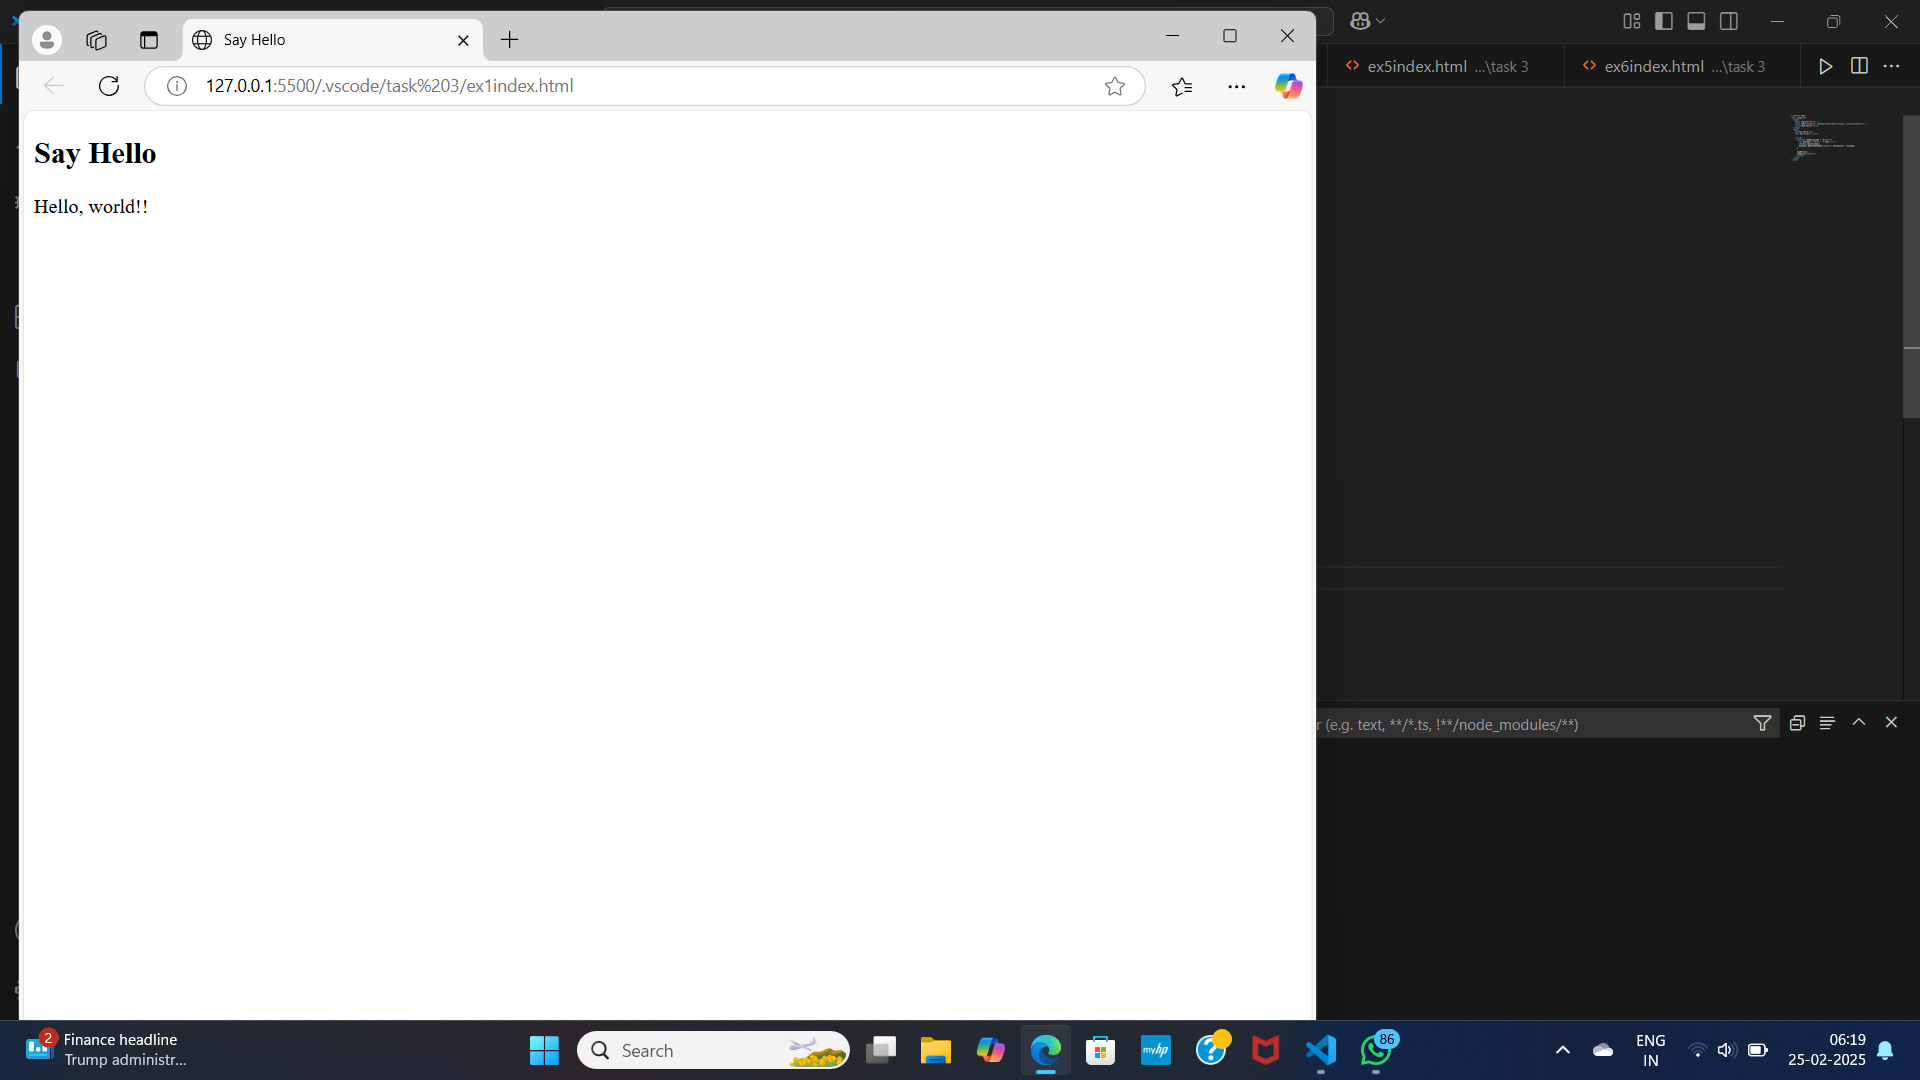 Say Hello
127.0.0.1:5500/.vscode/task%203/ex1index.html
ex5index.html ...\task 3
ex6index.html ...\task 3
Say Hello
Hello, world!!
r (e.g. text, **/*.ts, !**/node_modules/**)
2
Finance headline
Trump administr...
Search
myhp
86
ENG
IN
06:19
25-02-2025